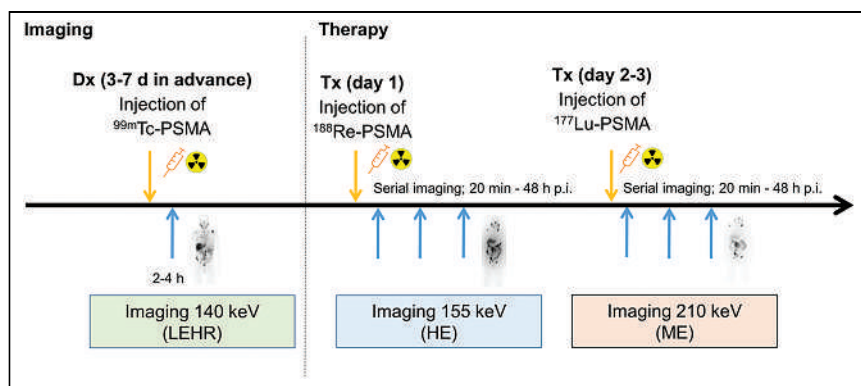 Imaging
Therapy
Dx (3-7 d in advance)
Injection of
99mTc-PSMA
Tx (day 1)
Injection of
188Re-PSMA
Tx (day 2-3)
Injection of
177Lu-PSMA
Serial imaging; 20 min - 48 h p.i.
Serial imaging; 20 min - 48 h p.i.
2-4 h
Imaging 140 keV
(LEHR)
Imaging 155 keV
(HE)
Imaging 210 keV
(ME)